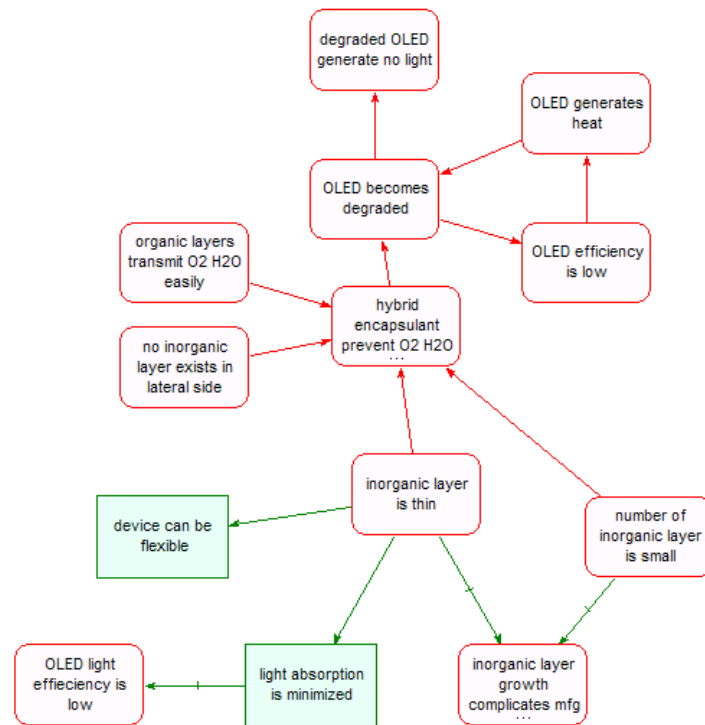 degraded OLED
generate no light
OLED generates
heat
OLED becomes
degraded
organic layers
transmit O2 H2O
easily
OLED efficiency
is low
hybrid
encapsulant
prevent O2 H2O
...
no inorganic
layer exists in
lateral side
inorganic layer
is thin
device can be
flexible
number of
inorganic layer
is small
OLED light
effieciency is
low
light absorption
is minimized
inorganic layer
growth
complicates mfg
...